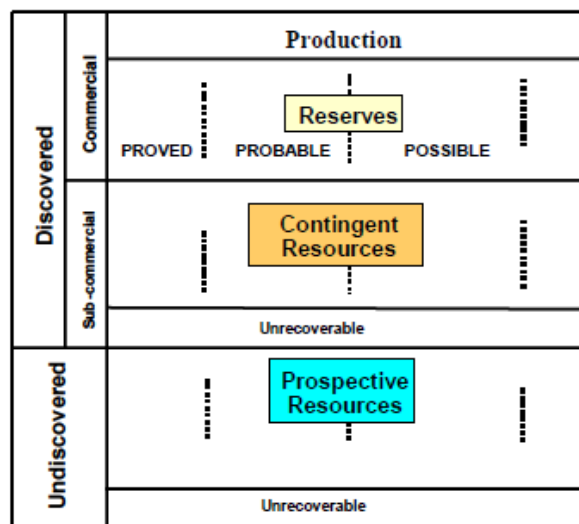 Production
Discovered
Commercial
Reserves
PROVED PROBABLE POSSIBLE
Sub-commercial
Contingent
Resources
Unrecoverable
Undiscovered
Prospective
Resources
Unrecoverable